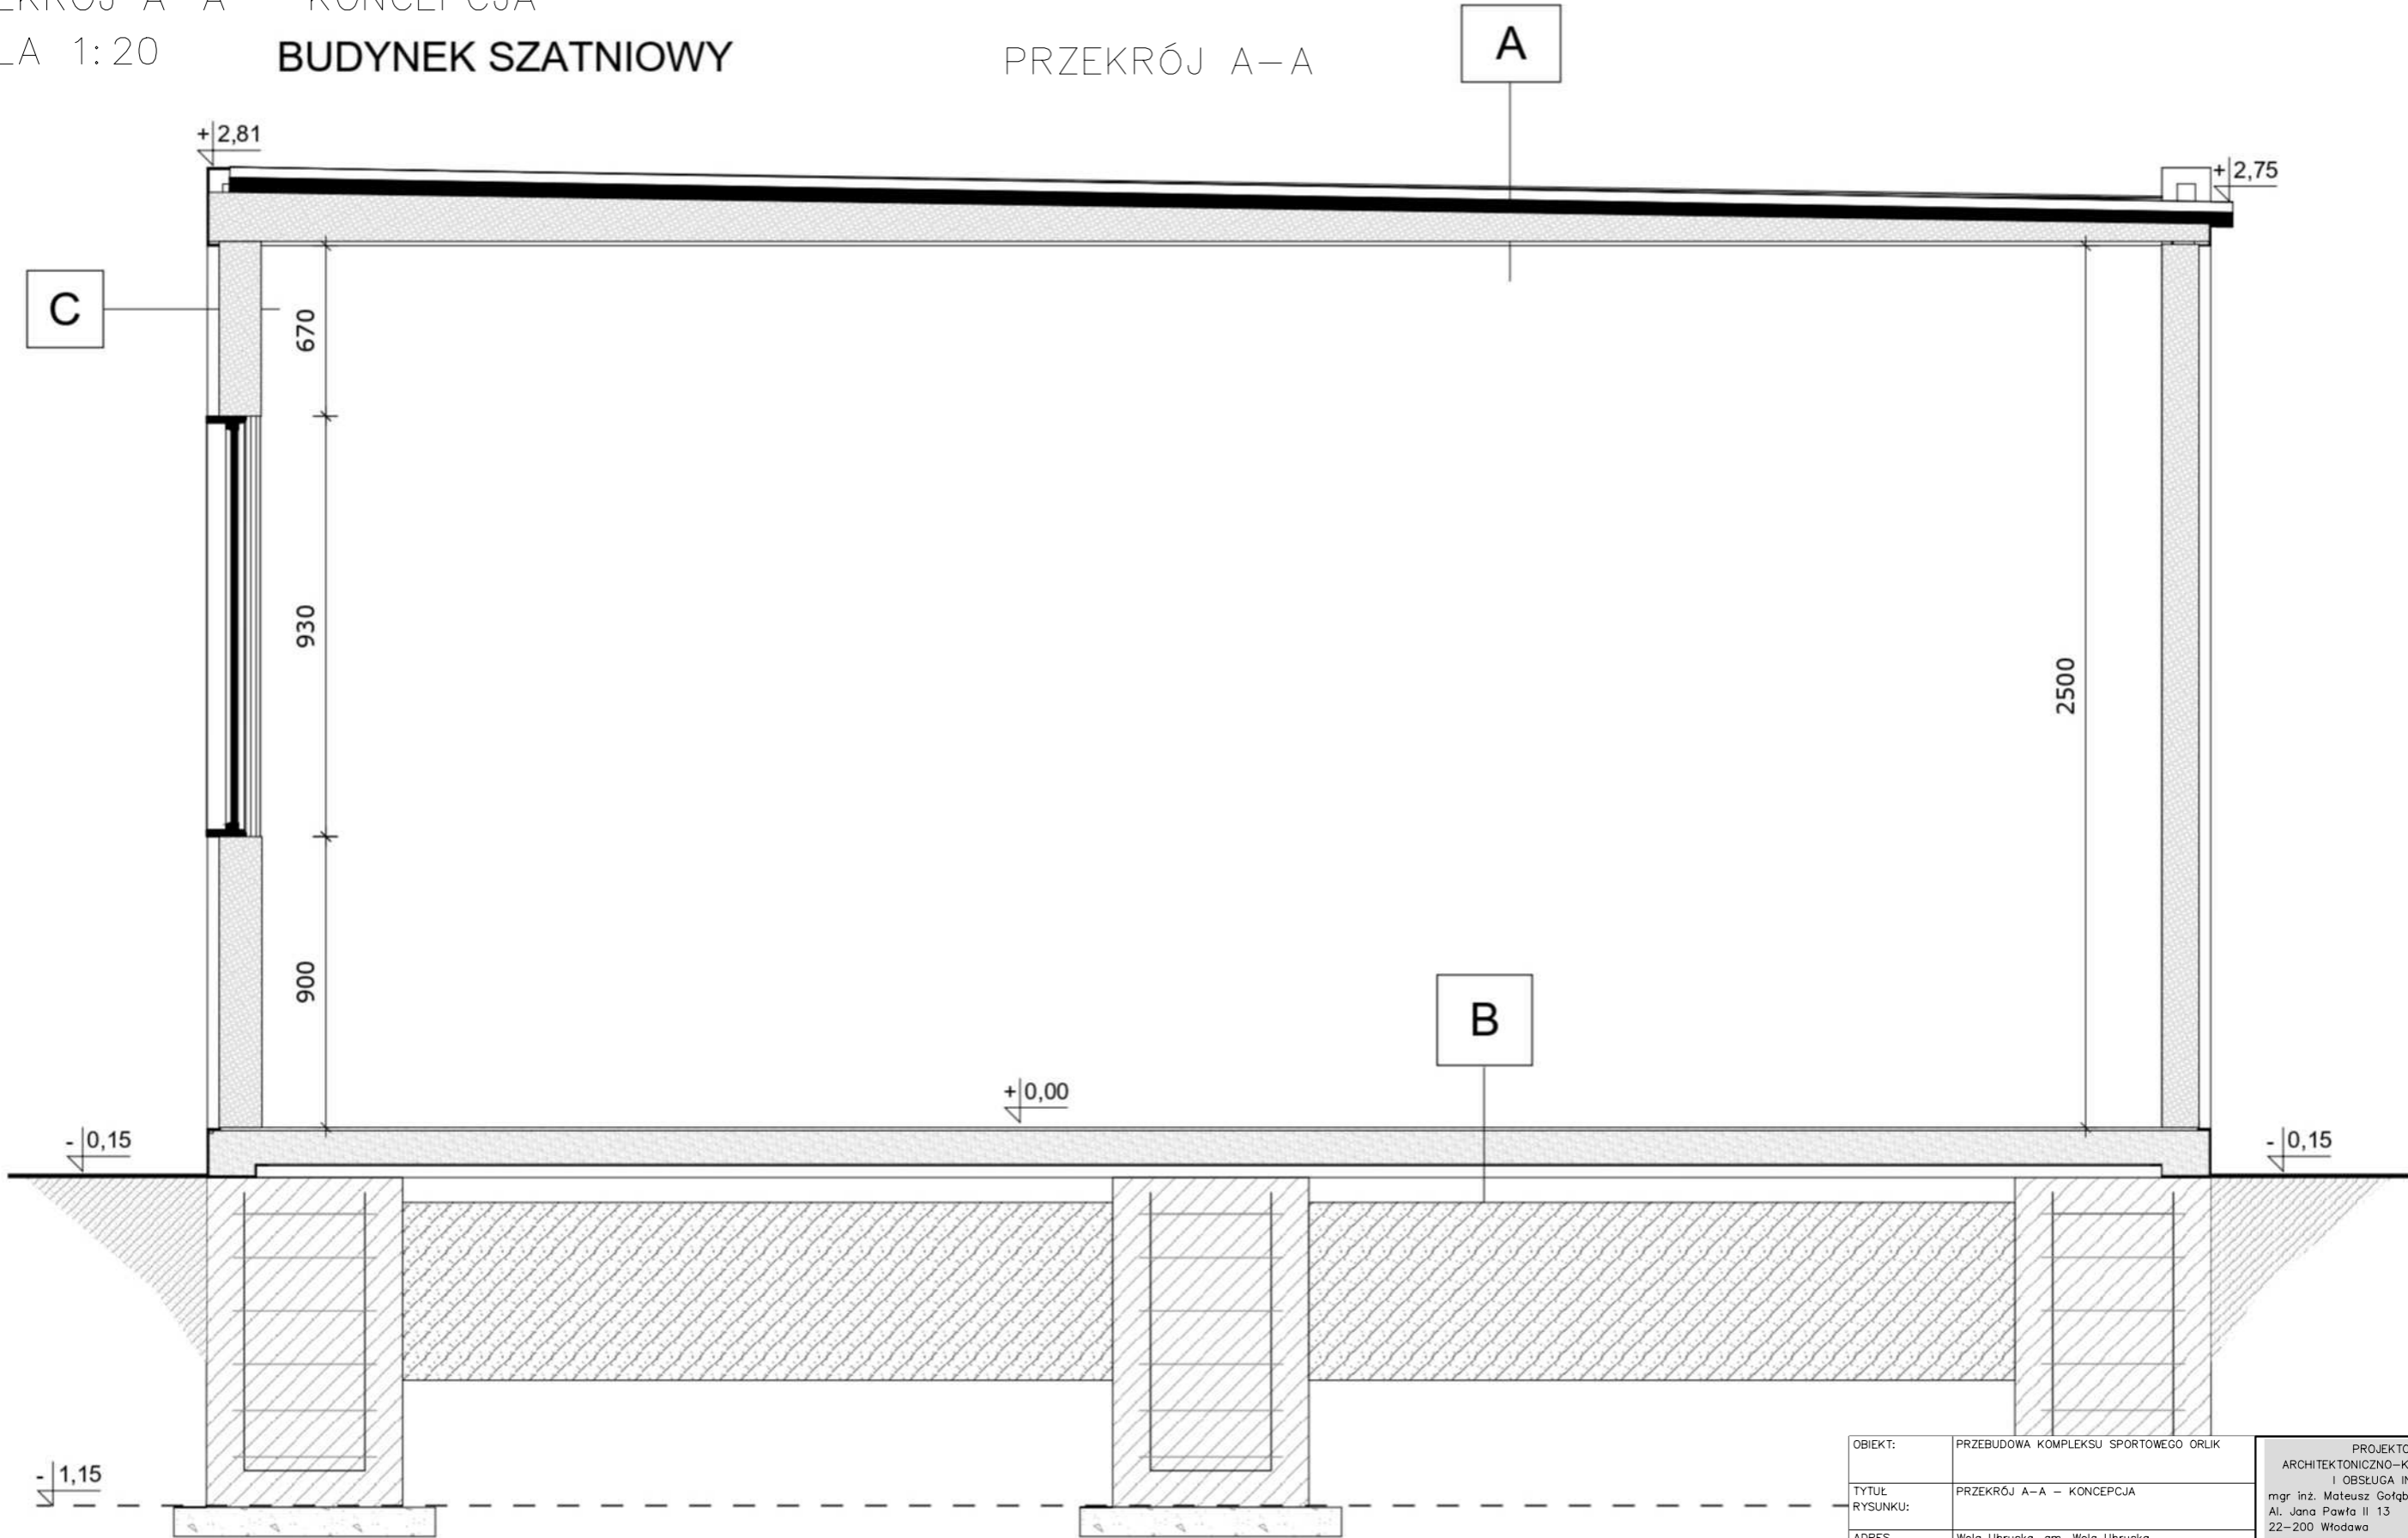 KONCEPCJA
1:20
BUDYNEK SZATNIOWY
PRZEKRÓJ A-A
A
+2,81
+2,75
C
670
930
2500
900
B
+0,00
-0,15
-0,15
-1,15
OBIEKT: PRZEBUDOWA KOMPLEKSU SPORTOWEGO ORLIK
TYTUŁ RYSUNKU: PRZEKRÓJ A-A - KONCEPCJA
I OBSŁUGA
mgr inż. Mateusz
Al. Jana Pawła II 13
22-200 Włodawa